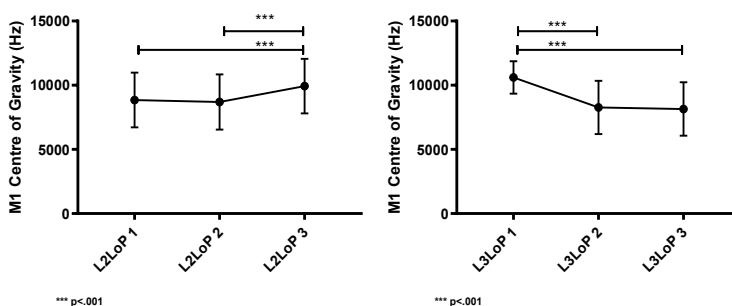 M1 Centre of Gravity (Hz)
15000
10000
5000
0
***
***
L2LoP 1
L2LoP 2
L2LoP 3
*** p<.001
M1 Centre of Gravity (Hz)
15000
10000
5000
0
***
***
L3LoP 1
L3LoP 2
L3LoP 3
*** p<.001